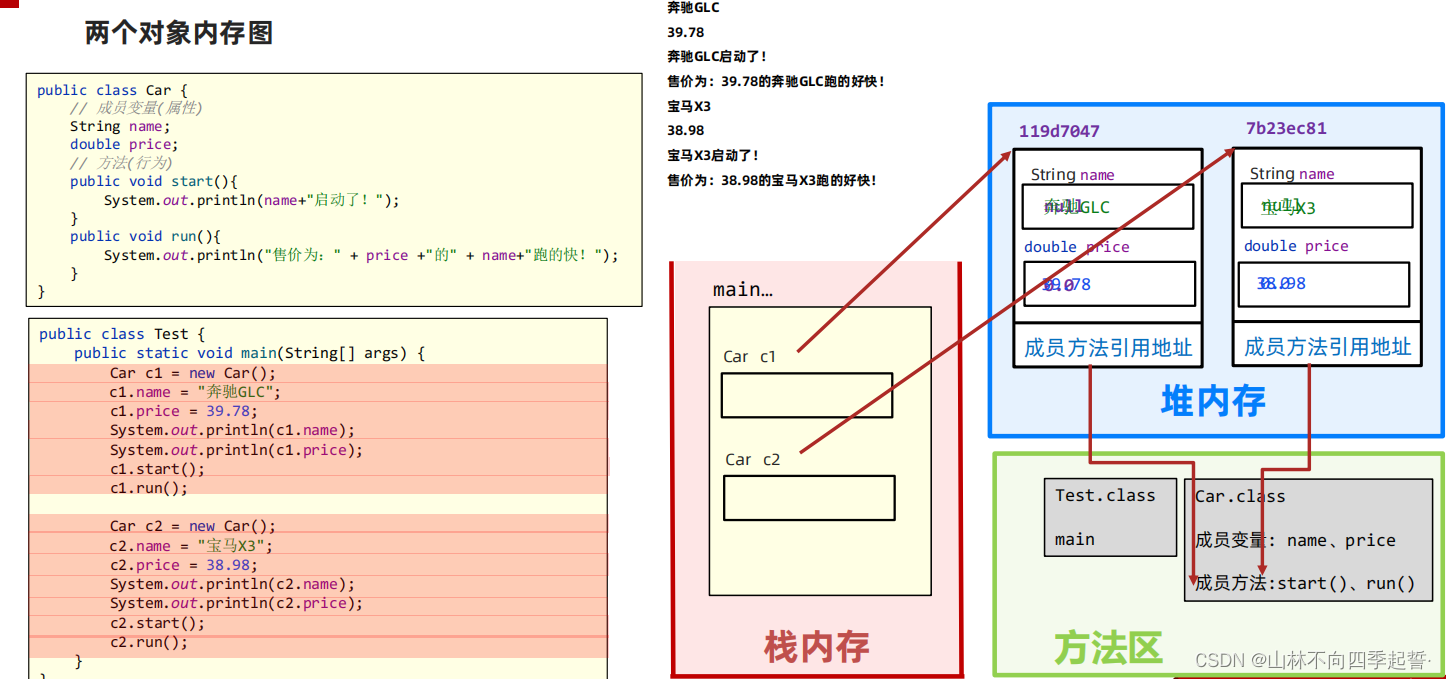 两个对象内存图
public class Car {
// 成员变量(属性)
String name;
double price;
// 方法(行为)
public void start(){
System.out.println(name+"启动了！");
}
public void run(){
System.out.println("售价为：" + price +"的" + name+"跑的快！");
}
}
public class Test {
public static void main(String[] args) {
Car c1 = new Car();
c1.name = "奔驰GLC";
c1.price = 39.78;
System.out.println(c1.name);
System.out.println(c1.price);
c1.start();
c1.run();
Car c2 = new Car();
c2.name = "宝马X3";
c2.price = 38.98;
System.out.println(c2.name);
System.out.println(c2.price);
c2.start();
c2.run();
}
}
奔驰GLC
39.78
奔驰GLC启动了！
售价为：39.78的奔驰GLC跑的好快！
宝马X3
38.98
宝马X3启动了！
售价为：38.98的宝马X3跑的好快！
main…
Car c1
Car c2
栈内存
119d7047
String name
null
奔驰GLC
double price
0.0
39.78
成员方法引用地址
7b23ec81
String name
null
宝马X3
double price
0.0
38.98
成员方法引用地址
堆内存
Test.class
main
Car.class
成员变量：name、price
成员方法:start()、run()
方法区
CSDN @山林不向四季起誓·